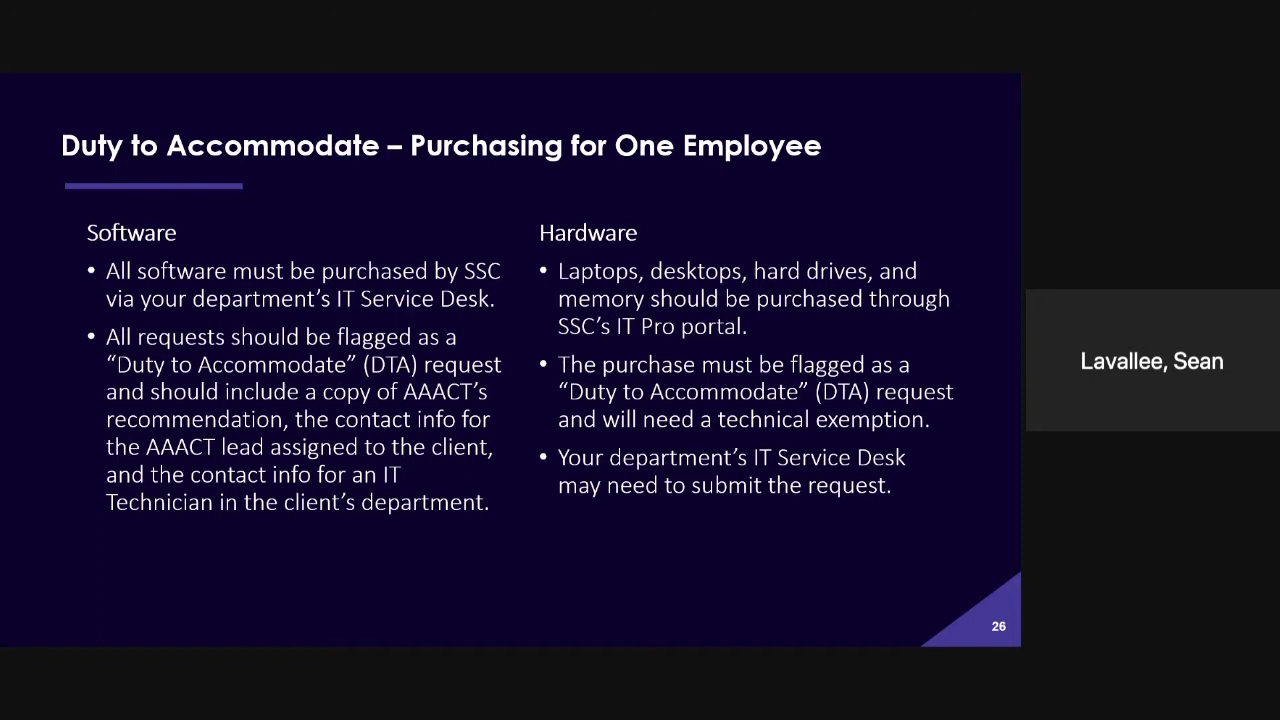 Duty to Accommodate – Purchasing for One Employee
Software
• All software must be purchased by SSC
via your department’s IT Service Desk.
• All requests should be flagged as a
“Duty to Accommodate” (DTA) request
and should include a copy of AAACT’s
recommendation, the contact info for
the AAACT lead assigned to the client,
and the contact info for an IT
Technician in the client’s department.
Hardware
• Laptops, desktops, hard drives, and
memory should be purchased through
SSC’s IT Pro portal.
• The purchase must be flagged as a
“Duty to Accommodate” (DTA) request
and will need a technical exemption.
• Your department’s IT Service Desk
may need to submit the request.
26
Lavallee, Sean